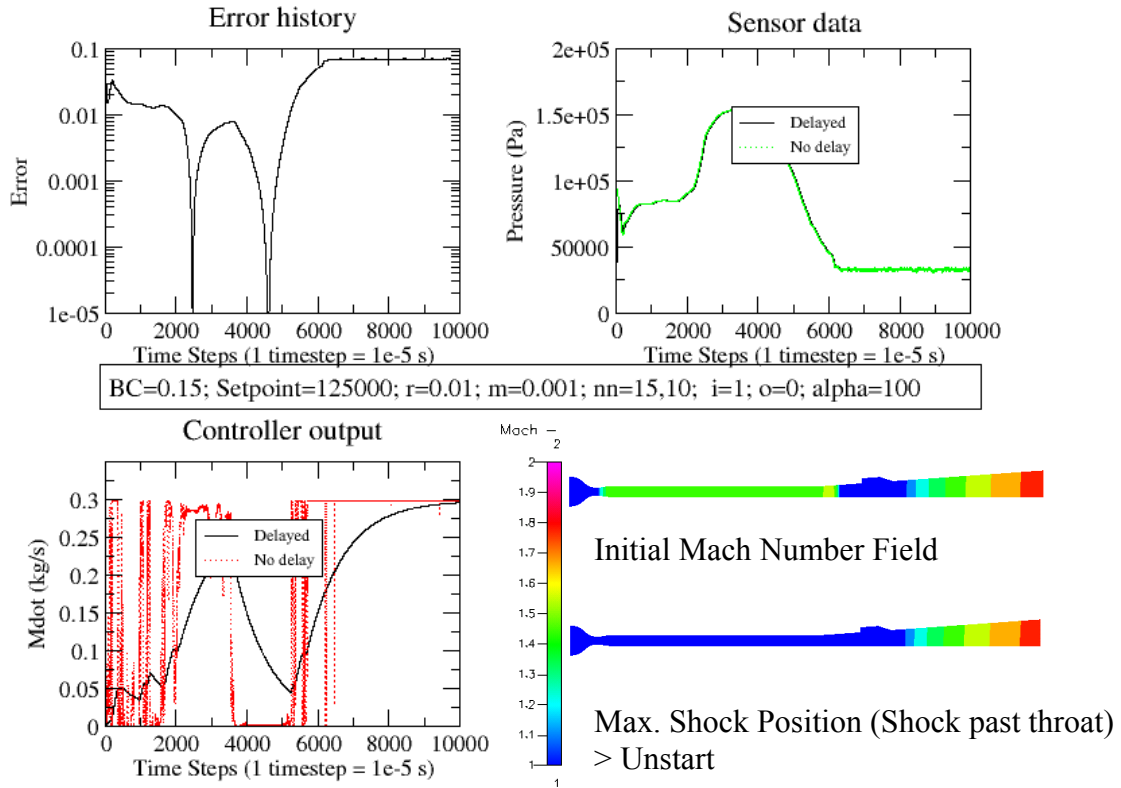 Error history
0.1
0.01
0.001
0.0001
1e-05
Error
0 2000 4000 6000 8000 10000
Time Steps (1 timestep = 1e-5 s)
Sensor data
2e+05
1.5e+05
1e+05
50000
0
Pressure (Pa)
Delayed
No delay
0 2000 4000 6000 8000 10000
Time Steps (1 timestep = 1e-5 s)
BC=0.15; Setpoint=125000; r=0.01; m=0.001; nn=15,10; i=1; o=0; alpha=100
Controller output
0.3
0.25
0.2
0.15
0.1
0.05
0
Mdot (kg/s)
Delayed
No delay
0 2000 4000 6000 8000 10000
Time Steps (1 timestep = 1e-5 s)
Mach –
2
2
1.9
1.8
1.7
1.6
1.5
1.4
1.3
1.2
1.1
1
1
Initial Mach Number Field
Max. Shock Position (Shock past throat)
> Unstart